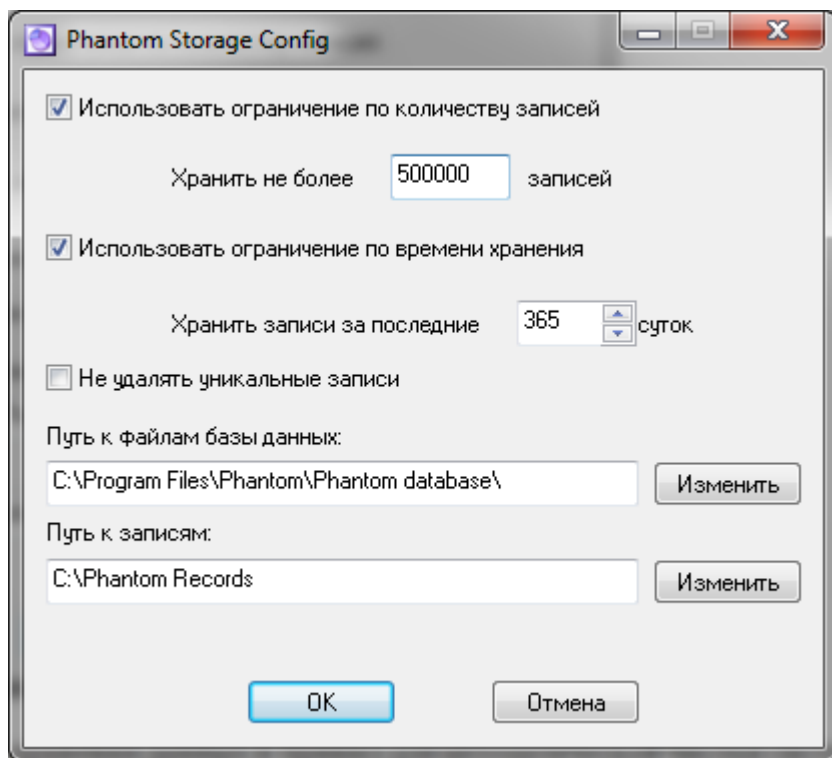 Phantom Storage Config
Использовать ограничение по количеству записей
Хранить не более 500000 записей
Использовать ограничение по времени хранения
Хранить записи за последние 365 суток
Не удалять уникальные записи
Путь к файлам базы данных:
C:\Program Files\Phantom\Phantom database\ Изменить
Путь к записям:
C:\Phantom Records Изменить
OK Отмена